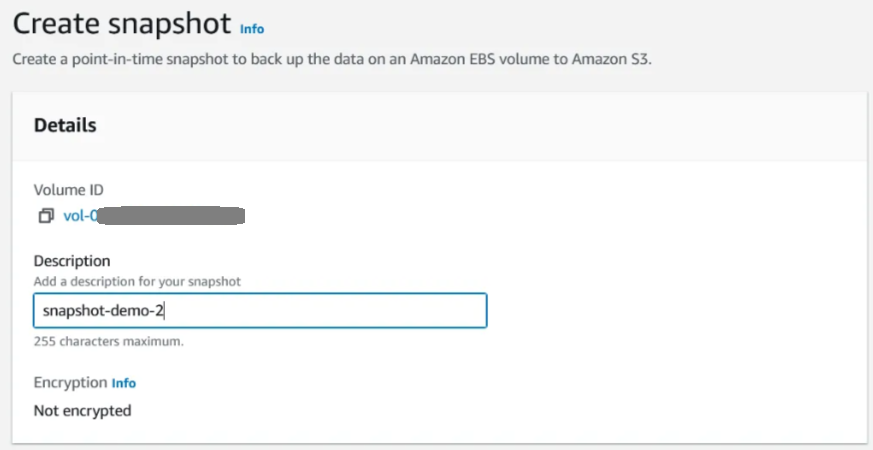 Create snapshot Info
Create a point-in-time snapshot to back up the data on an Amazon EBS volume to Amazon S3.
Details
Volume ID
vol-0
Description
Add a description for your snapshot
snapshot-demo-2
255 characters maximum.
Encryption Info
Not encrypted